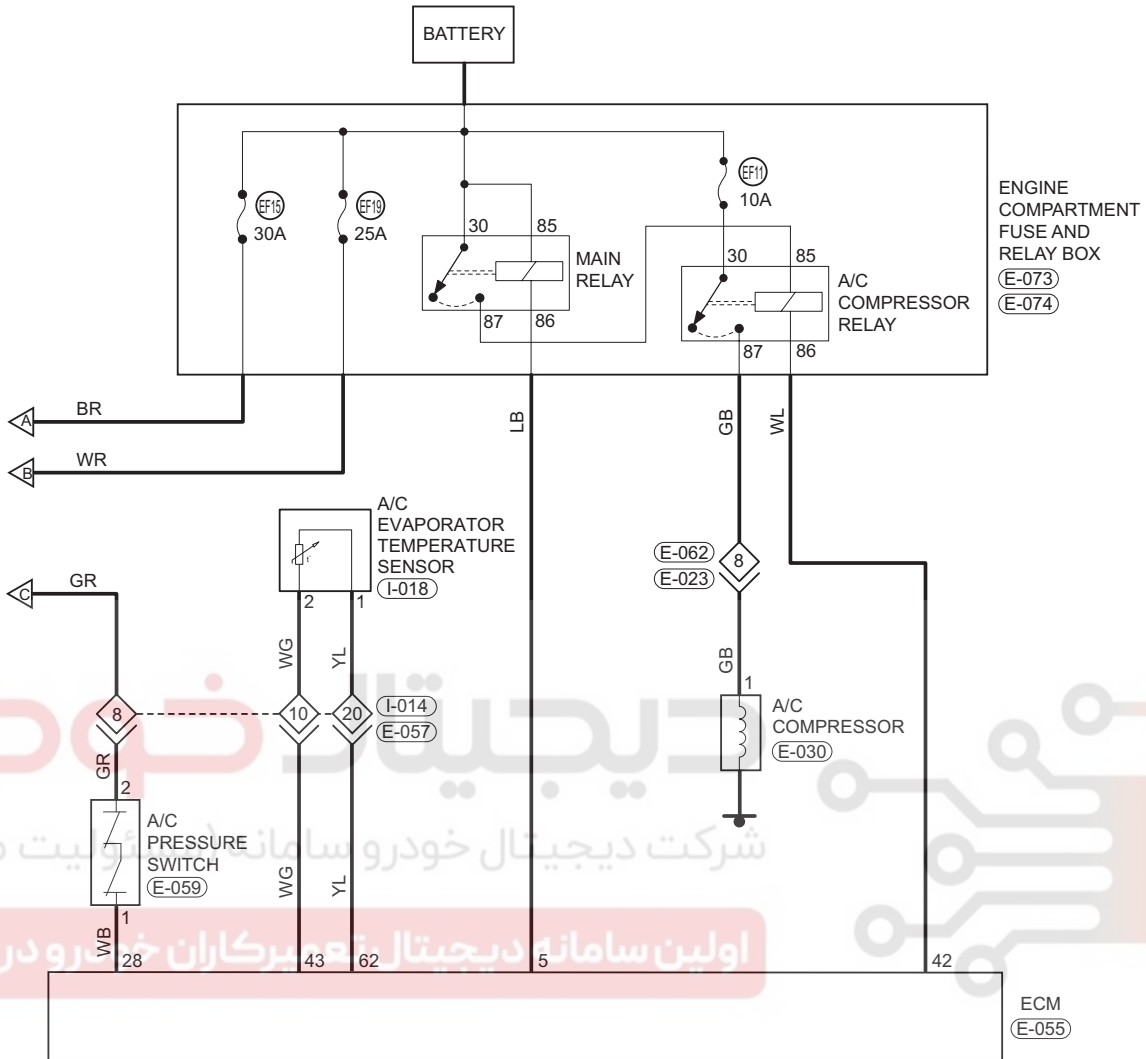 BATTERY
EF15
30A
EF19
25A
30
85
MAIN
RELAY
87
86
EF11
10A
30
85
A/C
COMPRESSOR
RELAY
87
86
ENGINE
COMPARTMENT
FUSE AND
RELAY BOX
E-073
E-074
A
BR
B
WR
LB
GB
WL
A/C
EVAPORATOR
TEMPERATURE
SENSOR
I-018
2
1
E-062
E-023
8
C
GR
WG
YL
GB
8
10
20
I-014
E-057
1
A/C
COMPRESSOR
E-030
دیجیتال خود
GR
2
A/C
PRESSURE
SWITCH
E-059
شرکت دیجیتال خودرو سامانه
WG
YL
1
WB
اولین سامانه دیجیتال تعمیرکاران خودرو در
28
43
62
5
42
ECM
E-055